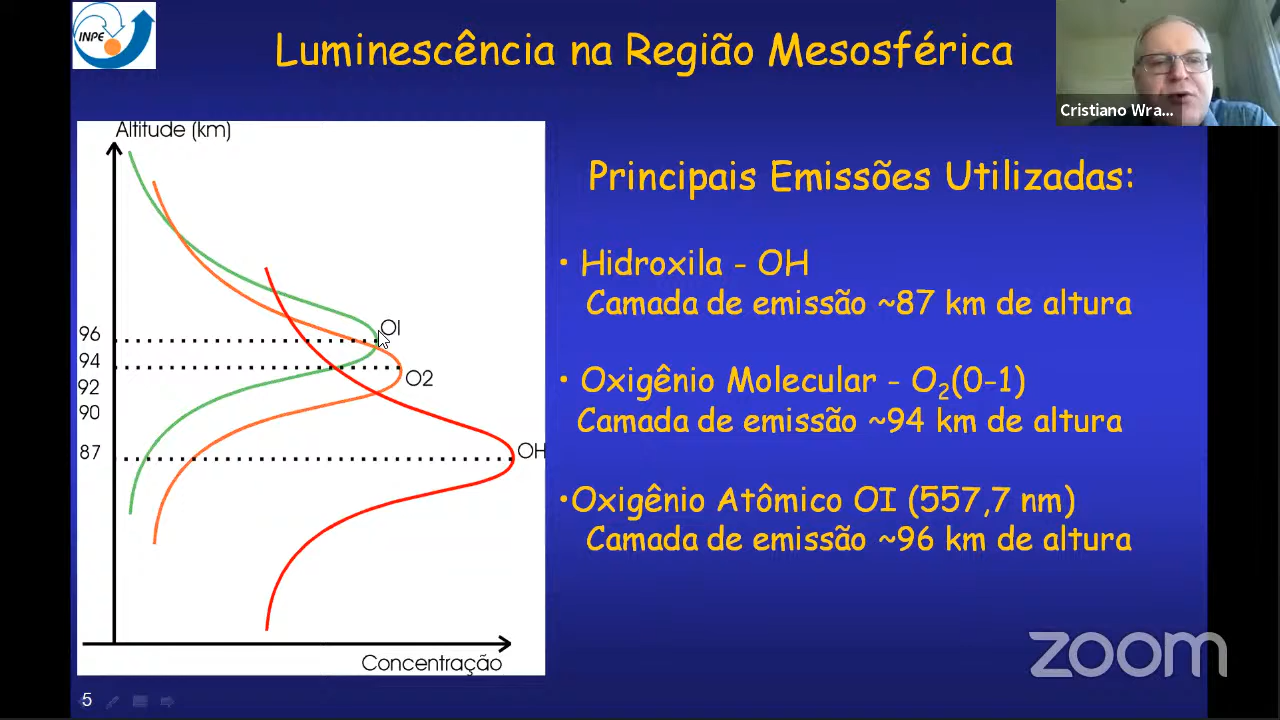 INPE
Luminescência na Região Mesosférica
Cristiano Wra...
Altitude (km)
96
94
92
90
87
OI
O2
OH
Concentração
Principais Emissões Utilizadas:
• Hidroxila - OH
Camada de emissão ~87 km de altura
• Oxigênio Molecular - O₂(0-1)
Camada de emissão ~94 km de altura
•Oxigênio Atômico OI (557,7 nm)
Camada de emissão ~96 km de altura
zoom
5